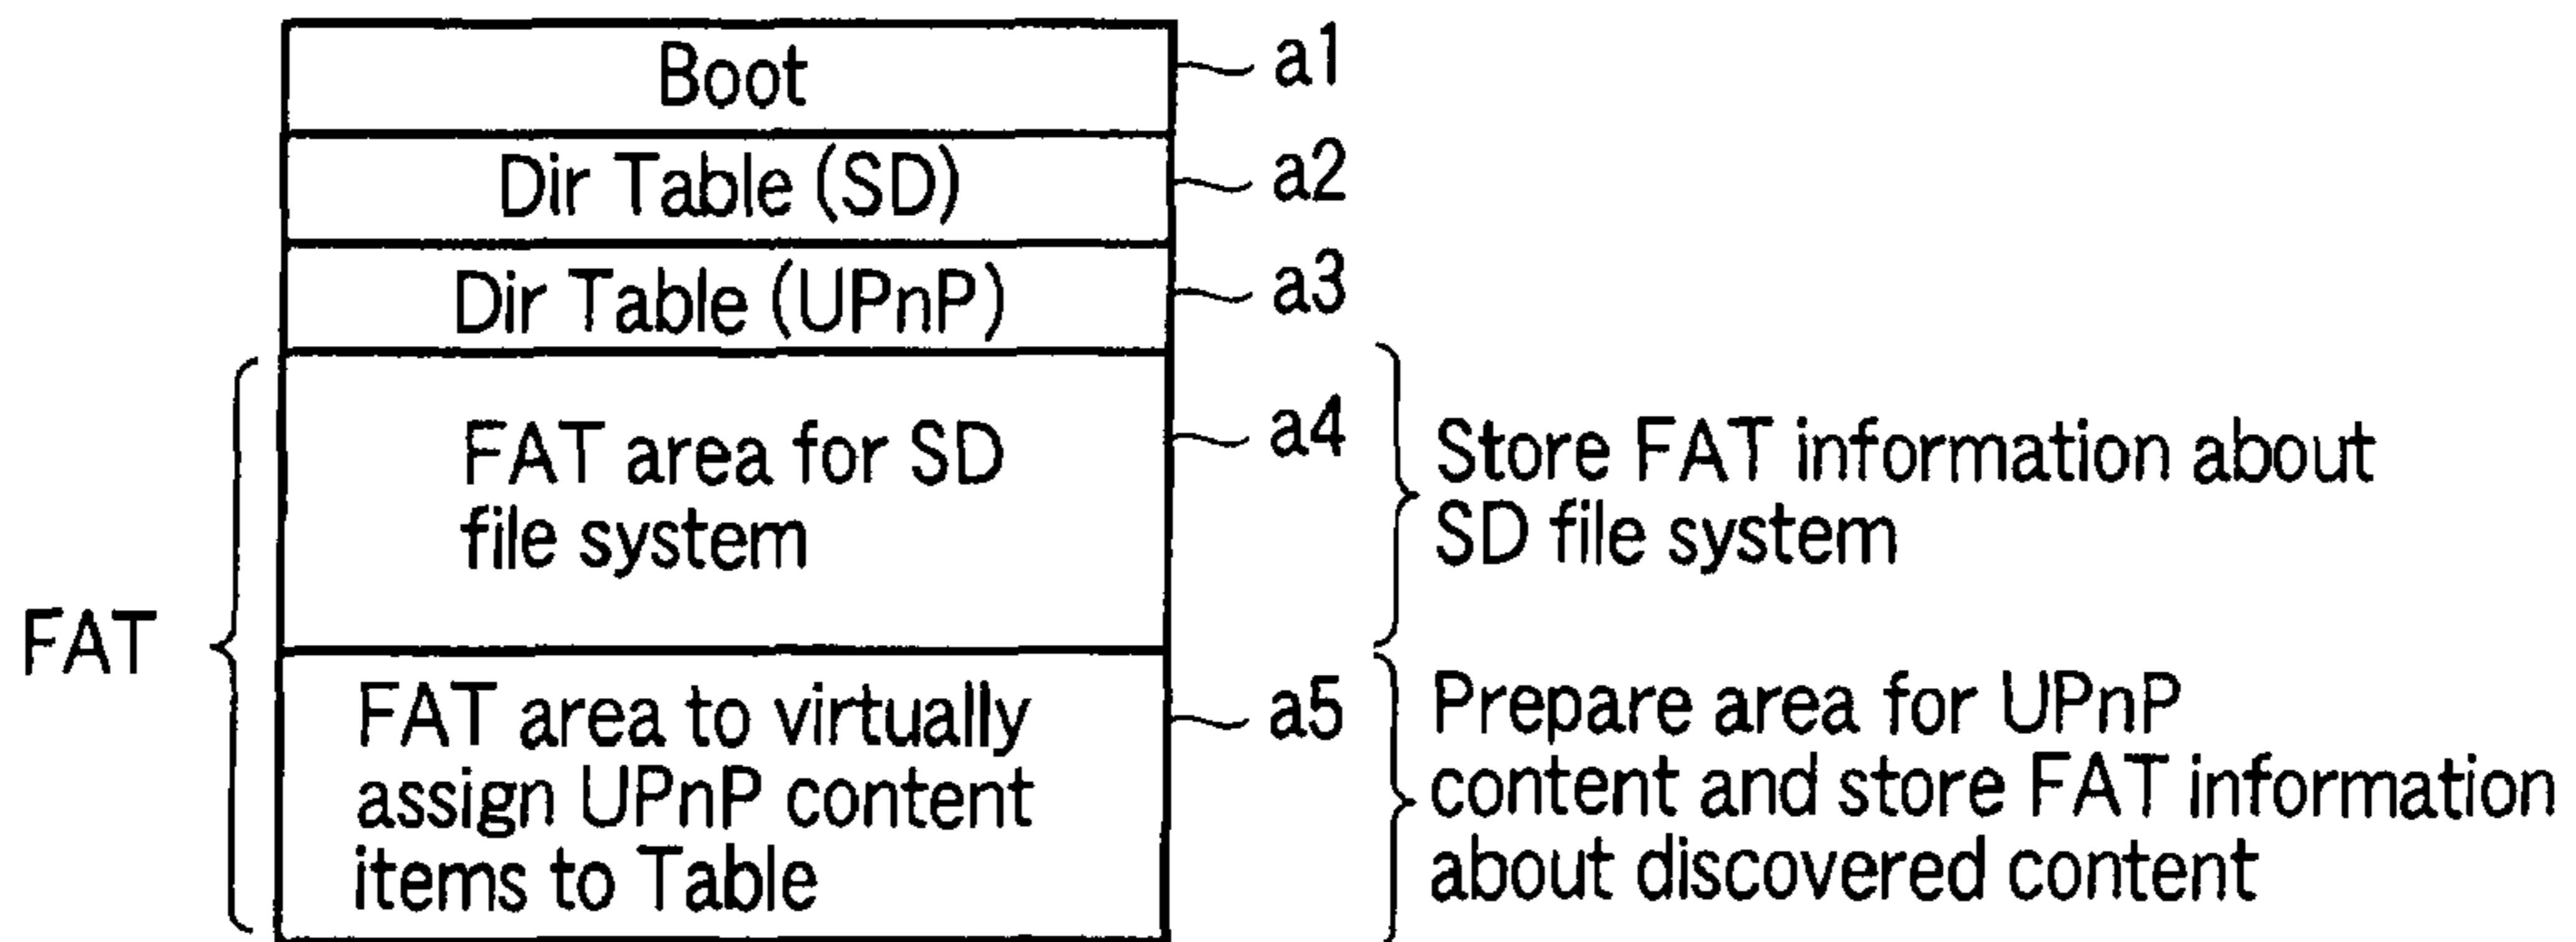 Boot
a1
Dir Table (SD)
a2
Dir Table (UPnP)
a3
FAT
FAT area for SD
file system
a4
Store FAT information about
SD file system
FAT area to virtually
assign UPnP content
items to Table
a5
Prepare area for UPnP
content and store FAT information
about discovered content